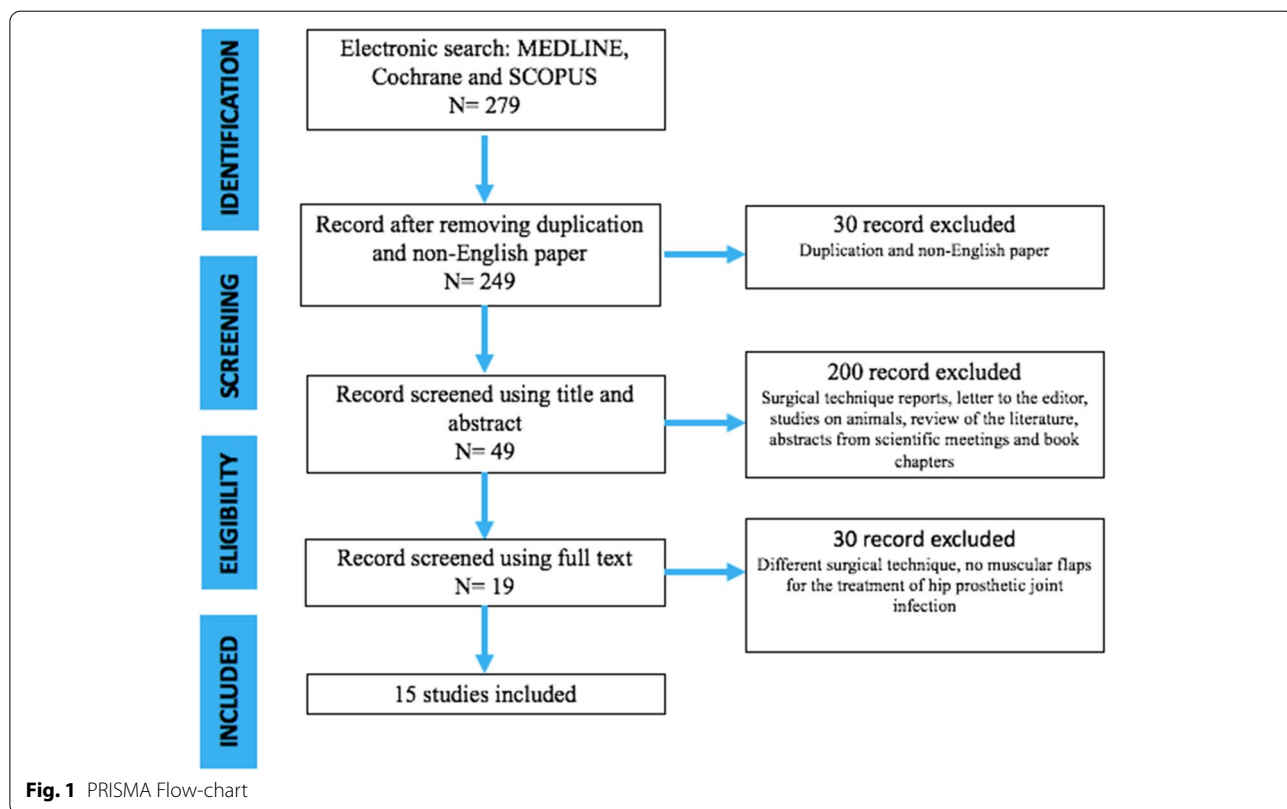 IDENTIFICATION
Electronic search: MEDLINE,
Cochrane and SCOPUS
N= 279
Record after removing duplication
and non-English paper
N= 249
30 record excluded
Duplication and non-English paper
SCREENING
Record screened using title and
abstract
N= 49
200 record excluded
Surgical technique reports, letter to the editor,
studies on animals, review of the literature,
abstracts from scientific meetings and book
chapters
ELIGIBILITY
Record screened using full text
N= 19
30 record excluded
Different surgical technique, no muscular flaps
for the treatment of hip prosthetic joint
infection
INCLUDED
15 studies included
Fig. 1 PRISMA Flow-chart